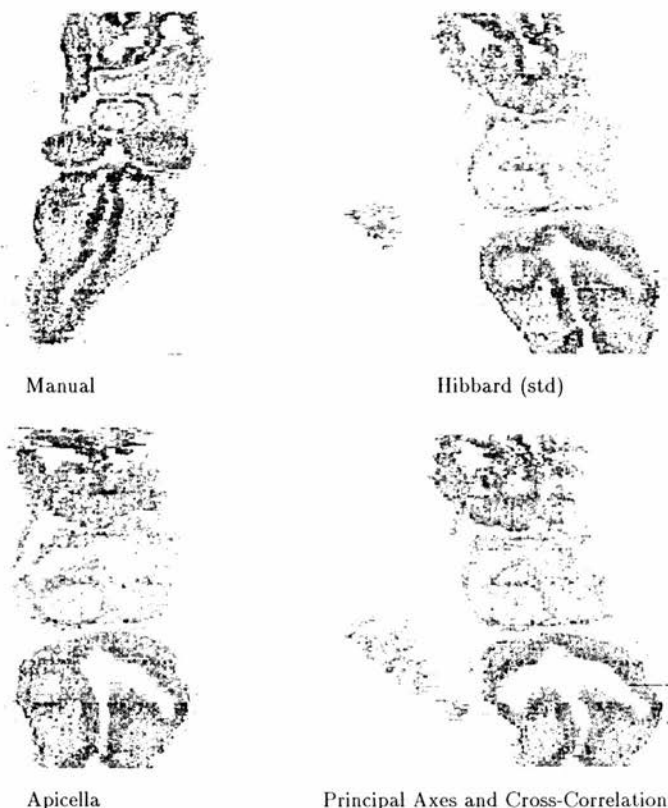 Manual
Hibbard (std)
Apicella
Principal Axes and Cross-Correlation